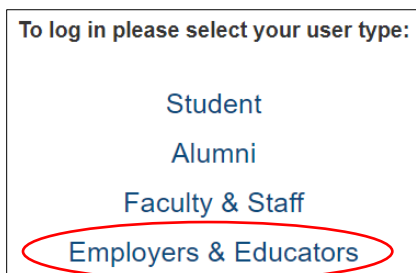 To log in please select your user type:
Student
Alumni
Faculty & Staff
Employers & Educators